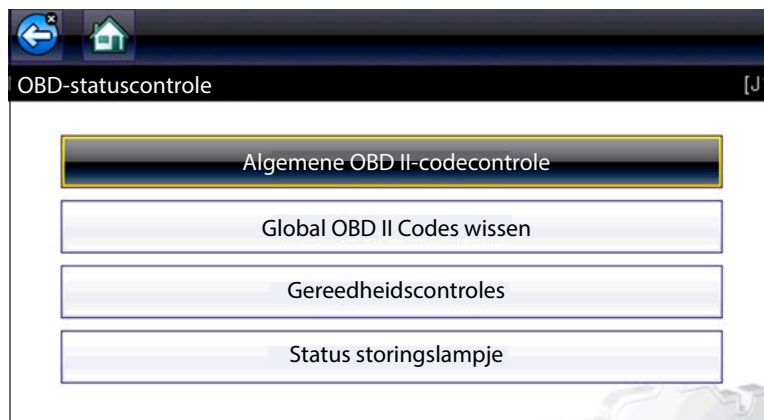 OBD-statuscontrole [J
Algemene OBD II-codecontrole
Global OBD II Codes wissen
Gereedheidscontroles
Status storingslampje